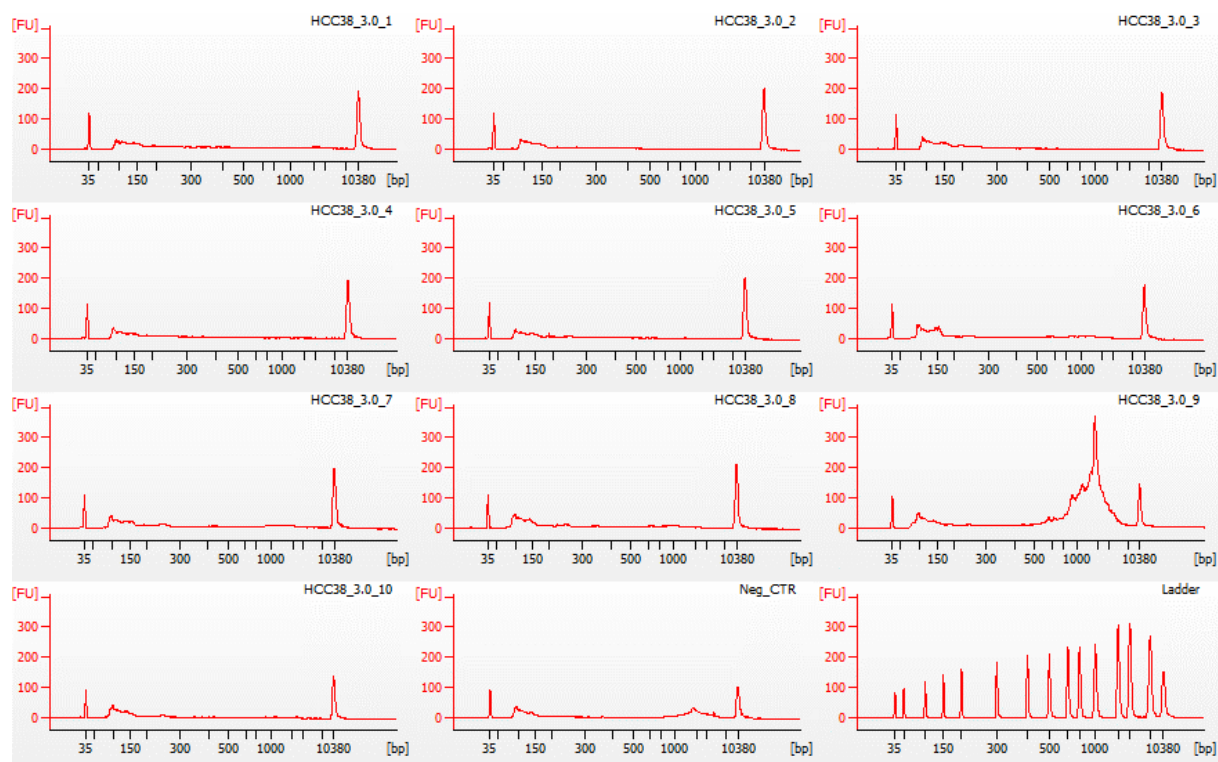 [FU] HCC38_3.0_1
300
200
100
0
35 150 300 500 1000 10380 [bp]
[FU] HCC38_3.0_2
300
200
100
0
35 150 300 500 1000 10380 [bp]
[FU] HCC38_3.0_3
300
200
100
0
35 150 300 500 1000 10380 [bp]
[FU] HCC38_3.0_4
300
200
100
0
35 150 300 500 1000 10380 [bp]
[FU] HCC38_3.0_5
300
200
100
0
35 150 300 500 1000 10380 [bp]
[FU] HCC38_3.0_6
300
200
100
0
35 150 300 500 1000 10380 [bp]
[FU] HCC38_3.0_7
300
200
100
0
35 150 300 500 1000 10380 [bp]
[FU] HCC38_3.0_8
300
200
100
0
35 150 300 500 1000 10380 [bp]
[FU] HCC38_3.0_9
300
200
100
0
35 150 300 500 1000 10380 [bp]
[FU] HCC38_3.0_10
300
200
100
0
35 150 300 500 1000 10380 [bp]
[FU] Neg_CTR
300
200
100
0
35 150 300 500 1000 10380 [bp]
[FU] Ladder
300
200
100
0
35 150 300 500 1000 10380 [bp]